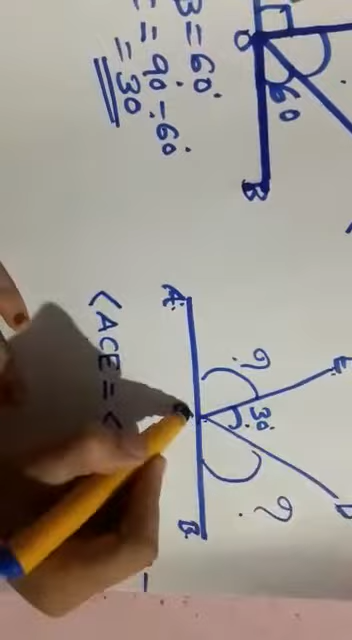 60
B
B = 60°
= 90° - 60°
= 30°
A
?
E
30°
D
?
B
<ACE = <